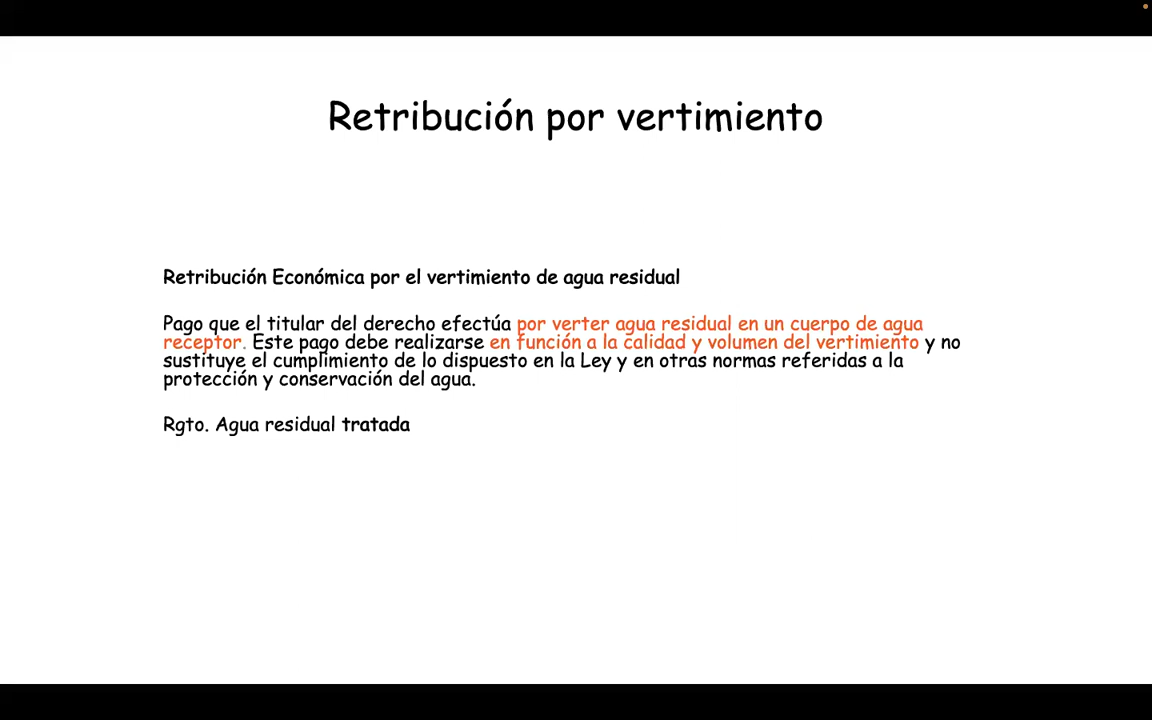 Retribución por vertimiento
Retribución Económica por el vertimiento de agua residual
Pago que el titular del derecho efectúa por verter agua residual en un cuerpo de agua
receptor. Este pago debe realizarse en función a la calidad y volumen del vertimiento y no
sustituye el cumplimiento de lo dispuesto en la Ley y en otras normas referidas a la
protección y conservación del agua.
Rgto. Agua residual tratada